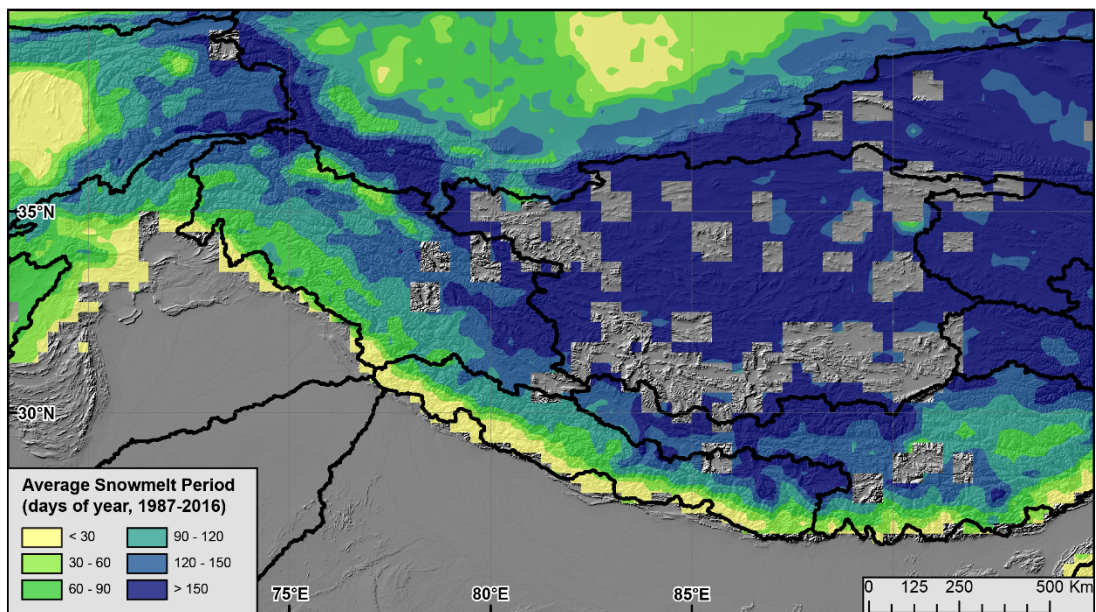 35°N
30°N
Average Snowmelt Period
(days of year, 1987-2016)
< 30
90 - 120
30 - 60
120 - 150
60 - 90
> 150
75°E
80°E
85°E
0 125 250 500 Km